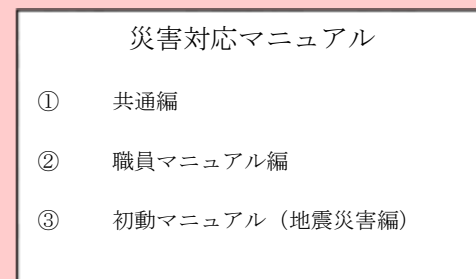 災害対応マニュアル
① 共通編
② 職員マニュアル編
③ 初動マニュアル（地震災害編）